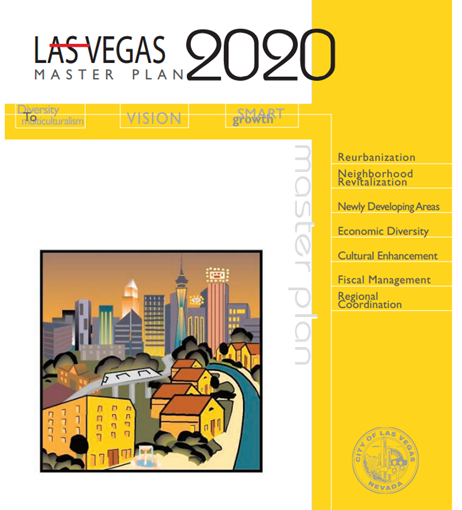 LAS VEGAS 2020
MASTER PLAN
Diversity
To
multiculturalism
VISION
SMART
growth
master plan
Reurbanization
Neighborhood
Revitalization
Newly Developing Areas
Economic Diversity
Cultural Enhancement
Fiscal Management
Regional
Coordination
CITY OF LAS VEGAS
NEVADA